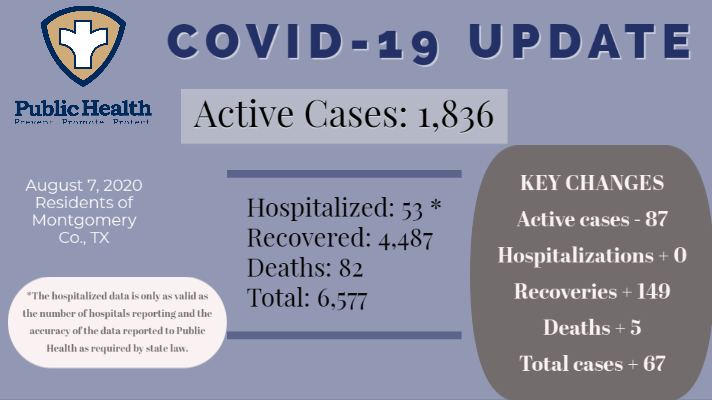 COVID-19 UPDATE
Public Health
Prevent. Promote. Protect.
Active Cases: 1,836
August 7, 2020
Residents of
Montgomery
Co., TX
Hospitalized: 53 *
Recovered: 4,487
Deaths: 82
Total: 6,577
*The hospitalized data is only as valid as
the number of hospitals reporting and the
accuracy of the data reported to Public
Health as required by state law.
KEY CHANGES
Active cases - 87
Hospitalizations + 0
Recoveries + 149
Deaths + 5
Total cases + 67